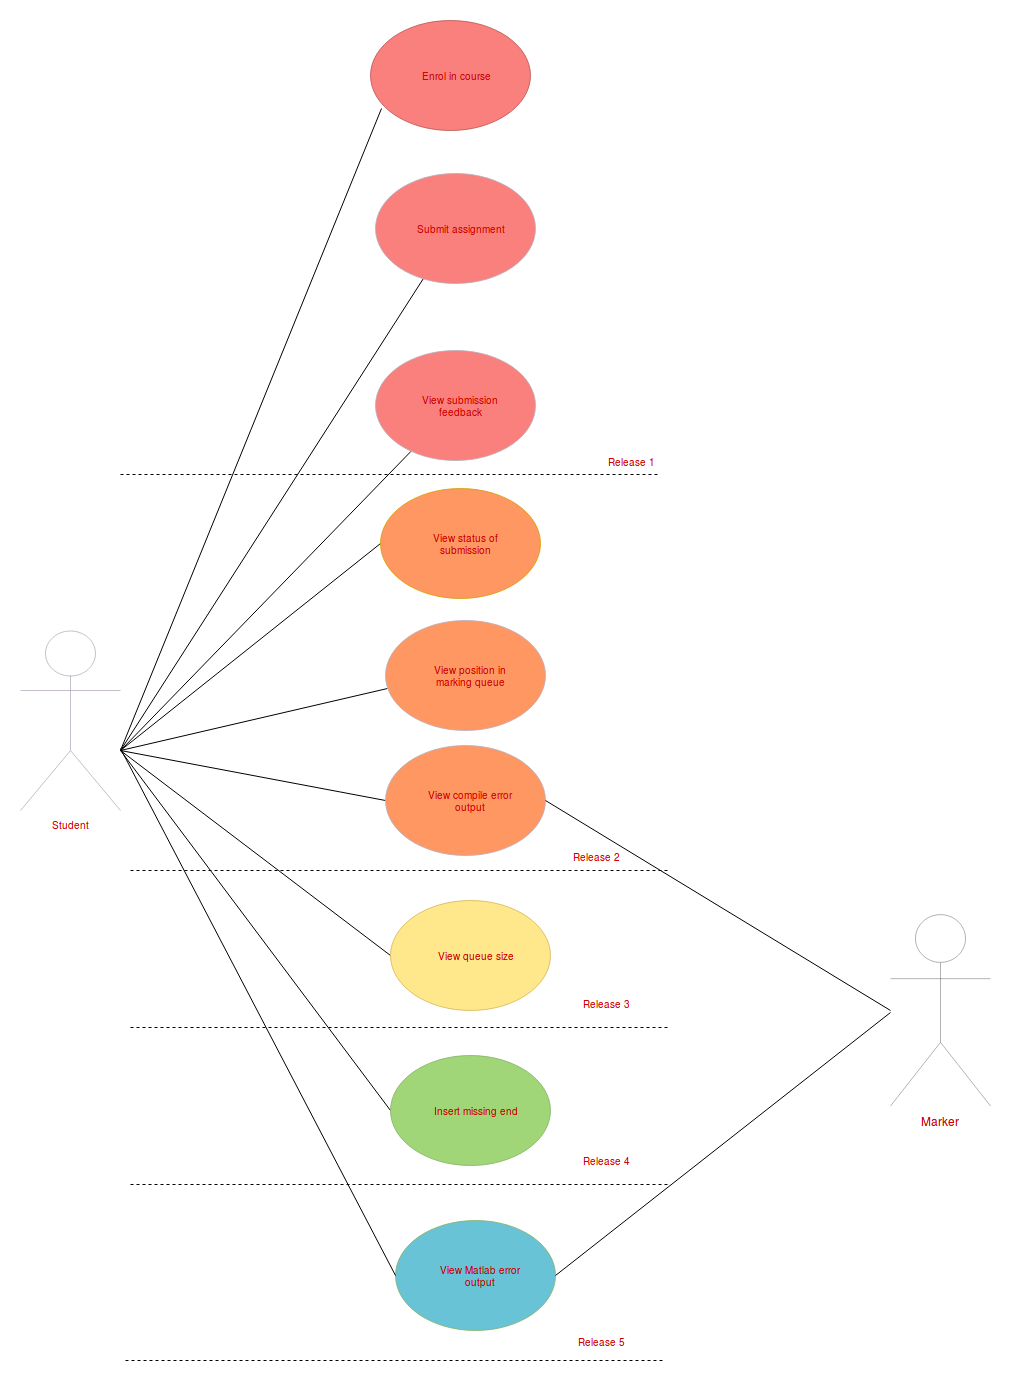 Enrol in course
Submit assignment
View submission
feedback
Release 1
View status of
submission
View position in
marking queue
View compile error
output
Student
Release 2
View queue size
Release 3
Insert missing end
Marker
Release 4
View Matlab error
output
Release 5